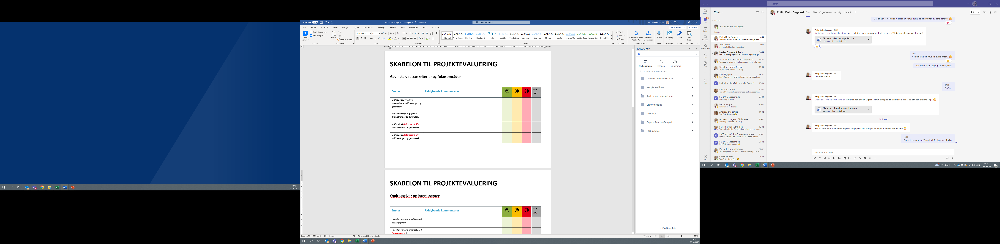 16:44
20-03-2023
AutoSave
Skabelon - Projektevaluering.docx
• Saved
Search (Alt+Q)
Josephine Andersen
File Home Ramboll Insert Design Layout References Mailings Review View Developer Help Acrobat
Comments
Share
Content
Library
Blank Document
Find Template
Templafy
Paste
Cut
Copy
Format Painter
Clipboard
AU Passata
20
Font
Paragraph
AaBbCcDc AaBbCcDc AaBbC AaBbCc AaB
1 Normal 1 No Spac... Heading 1 Heading 2 Title Subtitle Subtle Em... Emphasis Intense E... Strong Quote Intense Q... Subtle Ref... Intense Re... Book Title
Styles
Find
Replace
Select
Editing
Create and Share
Adobe PDF
Request
Signatures
Adobe Acrobat
Dictate
Voice
Sensitivity
Sensitivity
Editor
Editor
Reuse
Files
Reuse Files
SKABELON TIL PROJEKTEVALUERING
Gevinster, succeskriterier og fokusområder
Emner Uddybende kommentarer Ved
ikke
Indfriede vi projektets
overordnede målsætninger og
gevinster?
Indfriede vi opdragsgivers
målsætninger og gevinster?
Indfriede vi [Interessent A's]
målsætninger og gevinster?
Indfriede vi [Interessent B's]
målsætninger og gevinster?
SKABELON TIL PROJEKTEVALUERING
Opdragsgiver og interessenter
Emner Uddybende kommentarer Ved
ikke
Hvordan var samarbejdet med
opdragsgiver?
Hvordan var samarbejdet med
[Interessent A]?
Page 2 of 5 204 words Danish Accessibility: Investigate
Focus
95 %
Templafy
Text elements Images Pictograms
Search for text elements
Ramboll Template Elements
RecipientAddress
Texts about Henning Larsen
SignOffSpacing
Greetings
Support Function Template
ForCreateMe
+ Find template
16:44
20-03-2023
Search
Activity
Chat
Teams
Calendar
Viva Engage
Calls
Files
Apps
Help
Chat
Pinned
Josephine Andersen (You)
Recent
Philip Dehn Søgaard 16:44
You: Der er ikke mere nu. Tusind tak for hjælpen...
Trine Abild 15:45
ok - jeg tjekker lige Trines tekst
Louise Pjengaard Bank 14:33
ved du hvad projektnr er til Social og Boligstyr...
Asser Simon Chræmmer Jørgensen 16-03
You: Jeg er igennem og har ikke noget at tilføje. ...
Christine Tøfting Jensen 14-03
Super, jeg kommer ind til dig
Kieu Nguyen 13-03
Fedt! Jeg er ved kaffemaskinen ved fra receptio...
Invitation: RamTalk: AI - what's next? 13-03
Emilie and Trine 10-03
Trine: Ift min mail vedr mandag: så har Josephin...
SEI-DK Månedsmøde 07-03
Recording is ready
Banumathy K 24-02
You: You too, thanks!
Andreas and Emilie 14-02
You: Tak, Andreas
Andreas Haugaard Christensen 14-02
You: Super! Vi ses om lidt :)
Sara Thestrup Aksglæde 10-02
You: Selvfølgelig. Du siger bare til en anden gan...
2023 Kick-off: RMC Business update 10-02
Morten Bærnholdt: Seems like the short videos t...
SEI-DK Månedsmøde 07-02
Mai: Tak for at optage
Kenneth Lintrup Pedersen 07-02
Tak Josephine. Jeg kigger på det i toget på vej hj...
Christina Hoff 01-02
You: Tak, i lige måde
Philip Dehn Søgaard Chat Files Organization Activity LinkedIn
Det er helt fair, Philip! Vi tager en status 16:55 og så smutter du bare derefter
1
Philip Dehn Søgaard 16:20
Skabelon - Forankringsplan.docx Har rettet den her til den rigtige font og farver. Vil du lave et screenshot til ppt?
Skabelon - Forankringsplan.docx
personal > kse_ramboll_com
1
16:21
Vil du fjerne din mus fra overskriften?
1
Tak. Word-filen ligger på drevet, ikke?
Philip Dehn Søgaard 16:22
Jo under tema 4
16:22
Perfekt!
Philip Dehn Søgaard 16:41
Skabelon - Projektevaluering.docx Her er den anden. Ligger i samme mappe. Er faktisk ikke sikker på om den skal ind i ppt
Skabelon - Projektevaluering.docx
personal > kse_ramboll_com
Last read
Philip Dehn Søgaard 16:41
Har du hørt om der er andet jeg skal kigge på? Ellers tror jeg, at jeg er igennem det hele nu
16:44
Der er ikke mere nu. Tusind tak for hjælpen, Philip!
Type a new message
8°C Skyet
DAN
16:44
20-03-2023